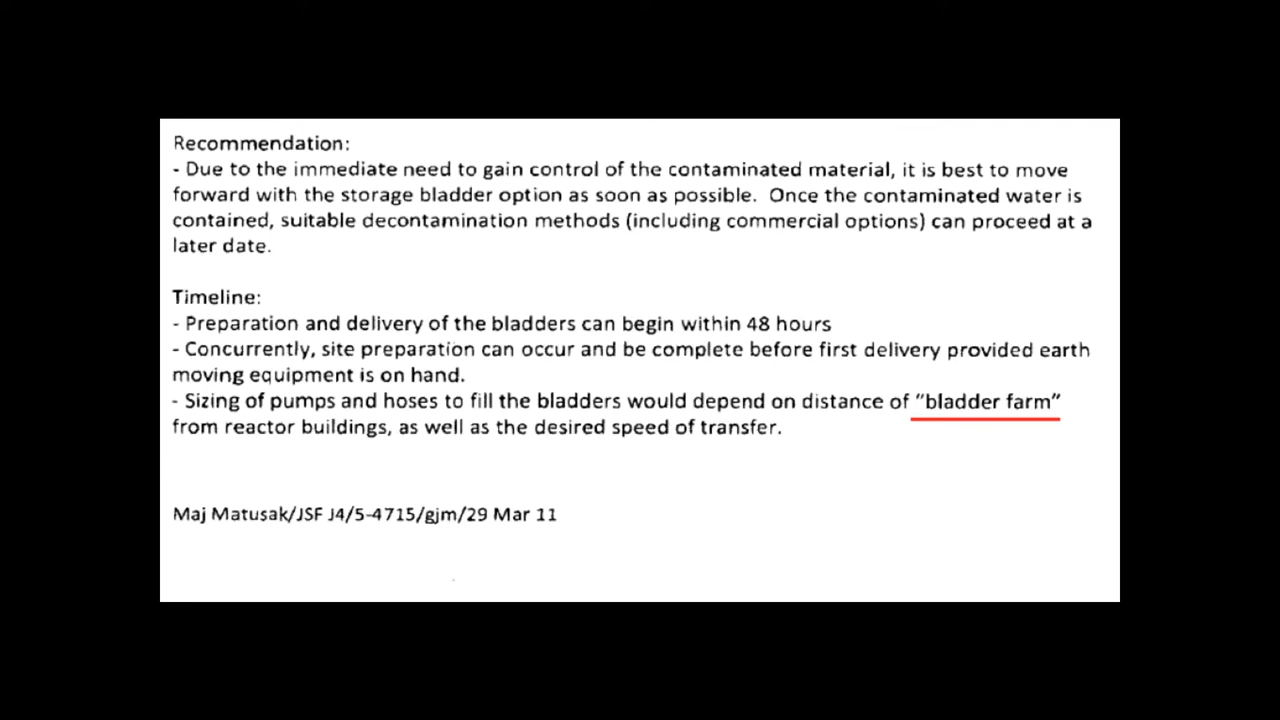 Recommendation:
- Due to the immediate need to gain control of the contaminated material, it is best to move
forward with the storage bladder option as soon as possible.  Once the contaminated water is
contained, suitable decontamination methods (including commercial options) can proceed at a
later date.
Timeline:
- Preparation and delivery of the bladders can begin within 48 hours
- Concurrently, site preparation can occur and be complete before first delivery provided earth
moving equipment is on hand.
- Sizing of pumps and hoses to fill the bladders would depend on distance of "bladder farm"
from reactor buildings, as well as the desired speed of transfer.
Maj Matusak/JSF J4/5-4715/gjm/29 Mar 11